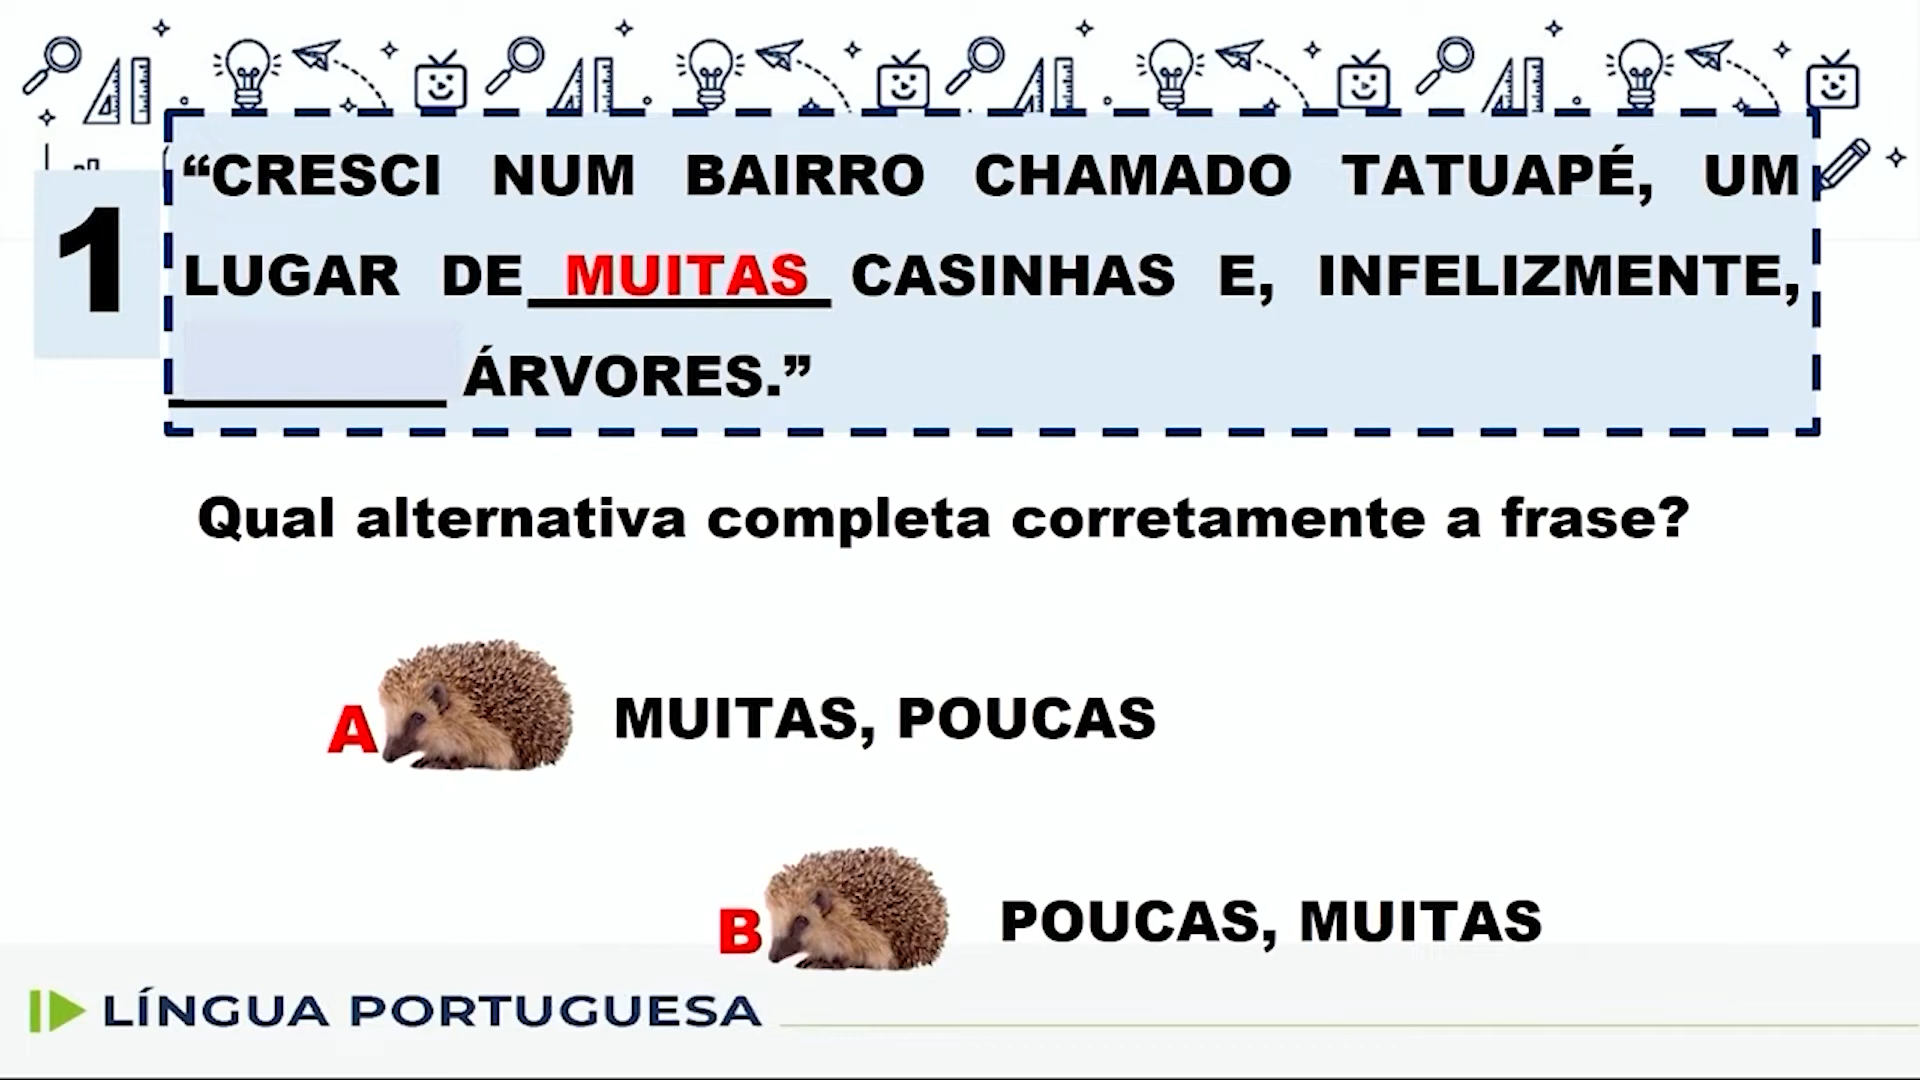 1
“CRESCI NUM BAIRRO CHAMADO TATUAPÉ, UM
LUGAR DE MUITAS CASINHAS E, INFELIZMENTE,
ÁRVORES.”
Qual alternativa completa corretamente a frase?
A MUITAS, POUCAS
B POUCAS, MUITAS
LÍNGUA PORTUGUESA